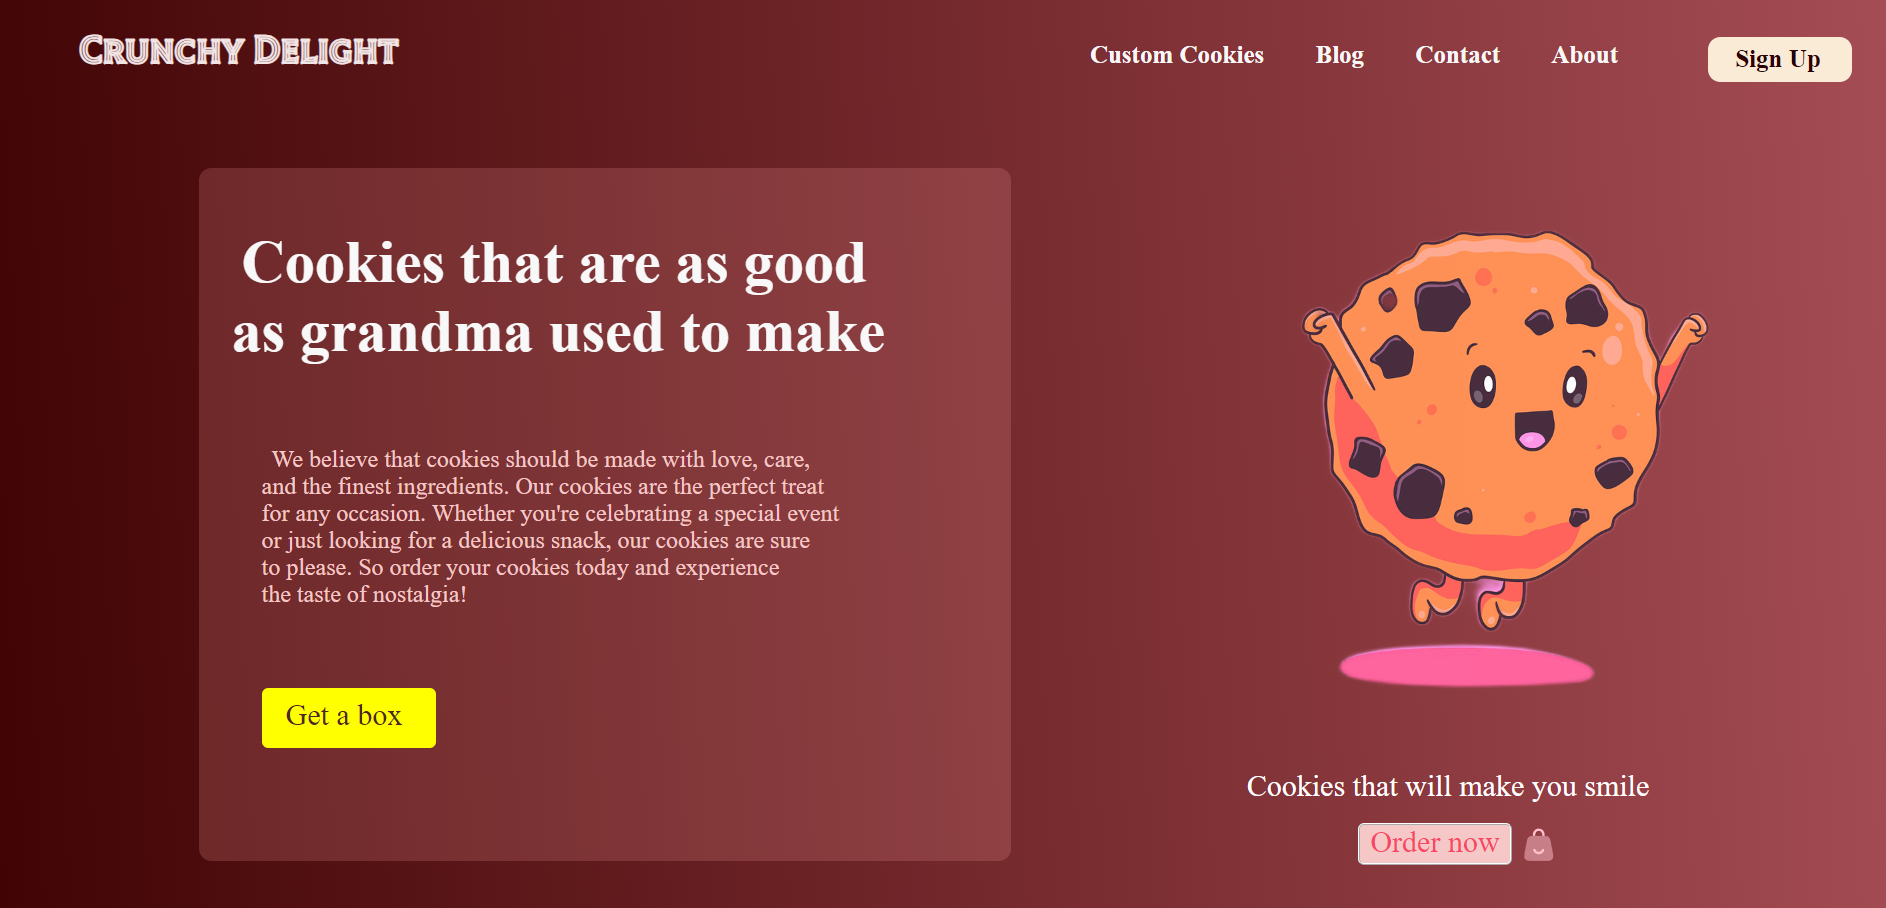 Crunchy Delight
Custom Cookies
Blog
Contact
About
Sign Up
Cookies that are as good
as grandma used to make
We believe that cookies should be made with love, care,
and the finest ingredients. Our cookies are the perfect treat
for any occasion. Whether you're celebrating a special event
or just looking for a delicious snack, our cookies are sure
to please. So order your cookies today and experience
the taste of nostalgia!
Get a box
Cookies that will make you smile
Order now